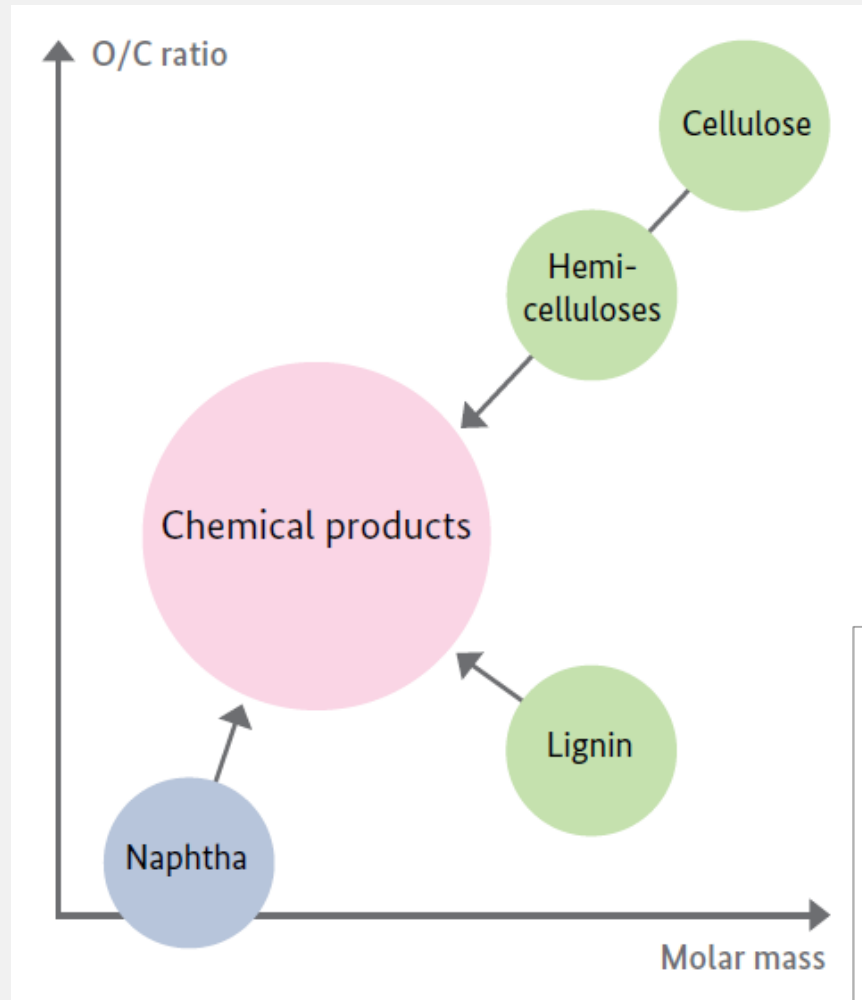 O/C ratio
Cellulose
Hemi-
celluloses
Chemical products
Lignin
Naphtha
Molar mass